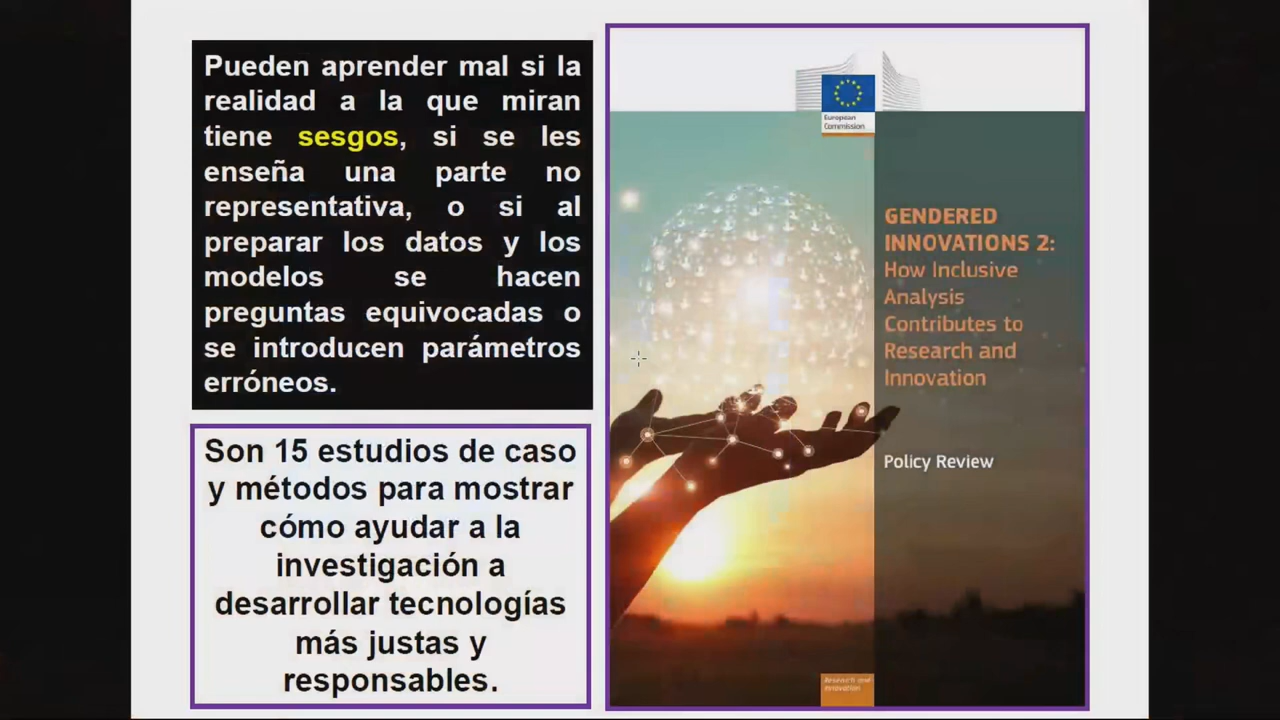 Pueden aprender mal si la
realidad a la que miran
tiene sesgos, si se les
enseña una parte no
representativa, o si al
preparar los datos y los
modelos se hacen
preguntas equivocadas o
se introducen parámetros
erróneos.
Son 15 estudios de caso
y métodos para mostrar
cómo ayudar a la
investigación a
desarrollar tecnologías
más justas y
responsables.
European
Commission
GENDERED
INNOVATIONS 2:
How Inclusive
Analysis
Contributes to
Research and
Innovation
Policy Review
Research and
Innovation